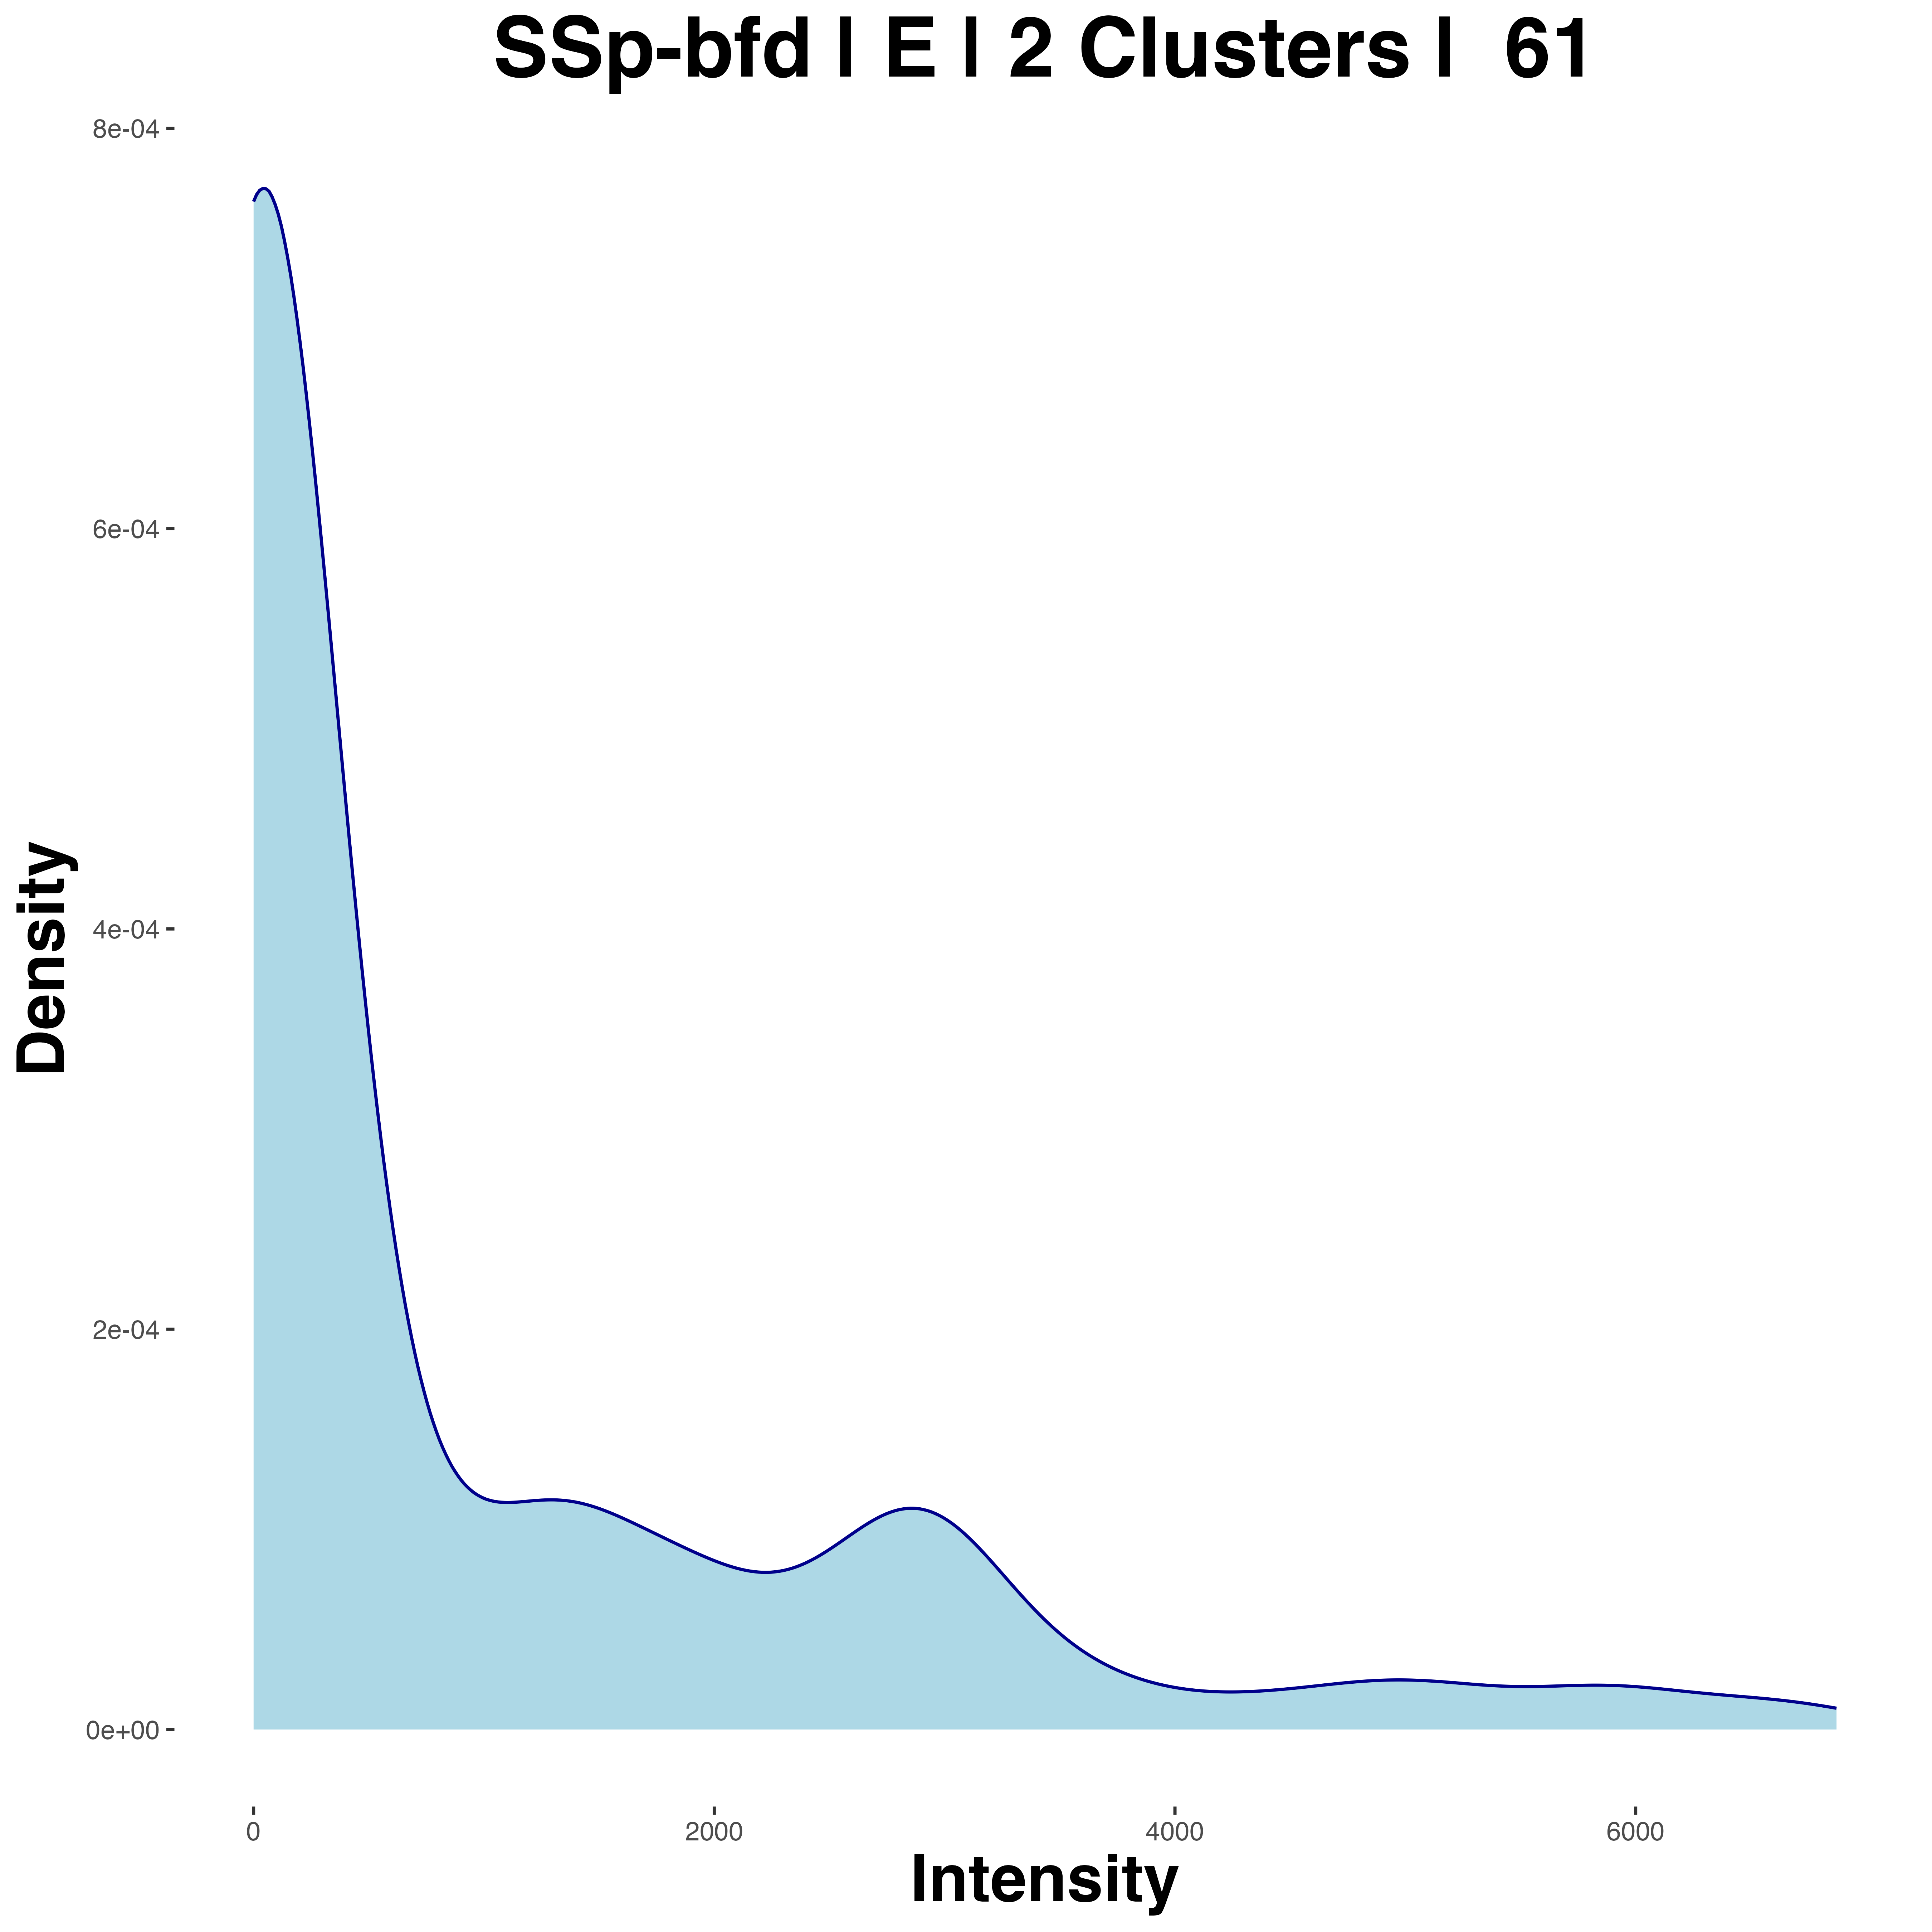 SSp-bfd | E | 2 Clusters | 61
8e-04
6e-04
4e-04
2e-04
0e+00
Density
0
2000
4000
6000
Intensity